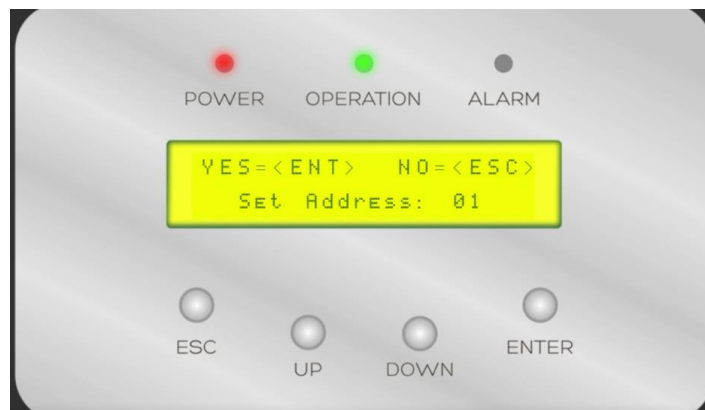 POWER OPERATION ALARM
YES=<ENT> NO=<ESC>
Set Address: 01
ESC UP DOWN ENTER